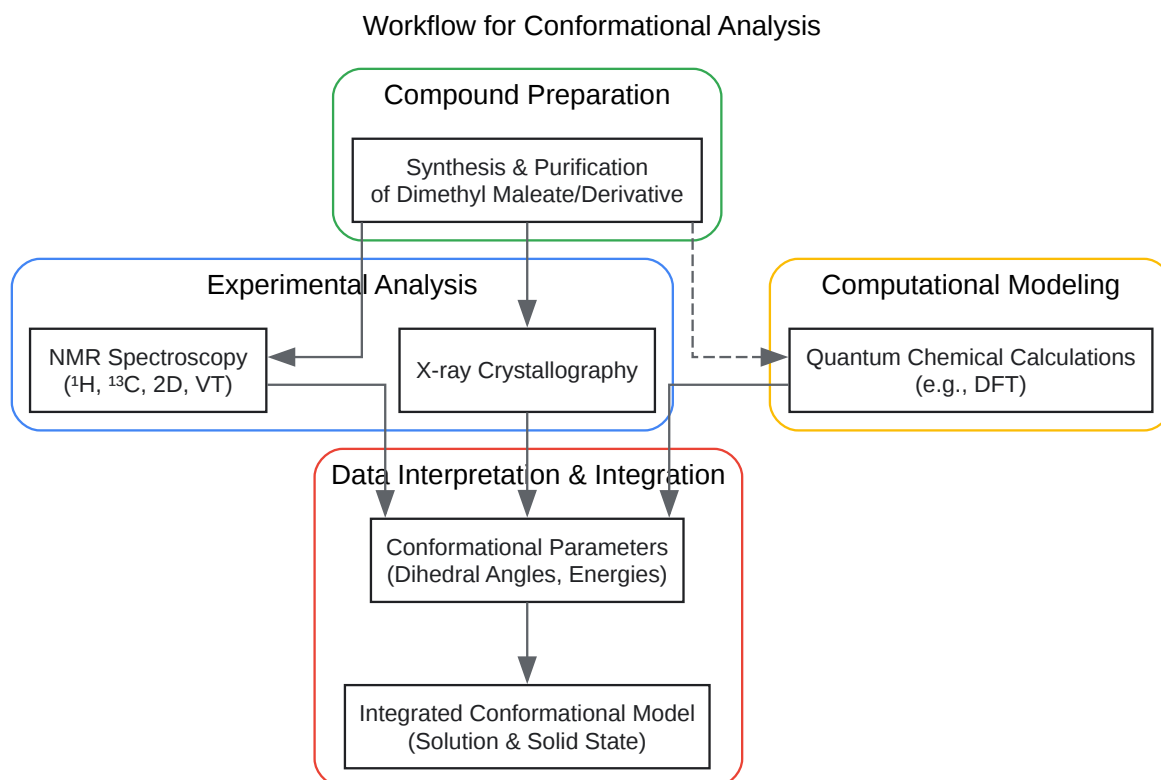 Workflow for Conformational Analysis
Compound Preparation
Synthesis & Purification
of Dimethyl Maleate/Derivative
Experimental Analysis
Computational Modeling
NMR Spectroscopy
(¹H, ¹³C, 2D, VT)
X-ray Crystallography
Quantum Chemical Calculations
(e.g., DFT)
Data Interpretation & Integration
Conformational Parameters
(Dihedral Angles, Energies)
Integrated Conformational Model
(Solution & Solid State)